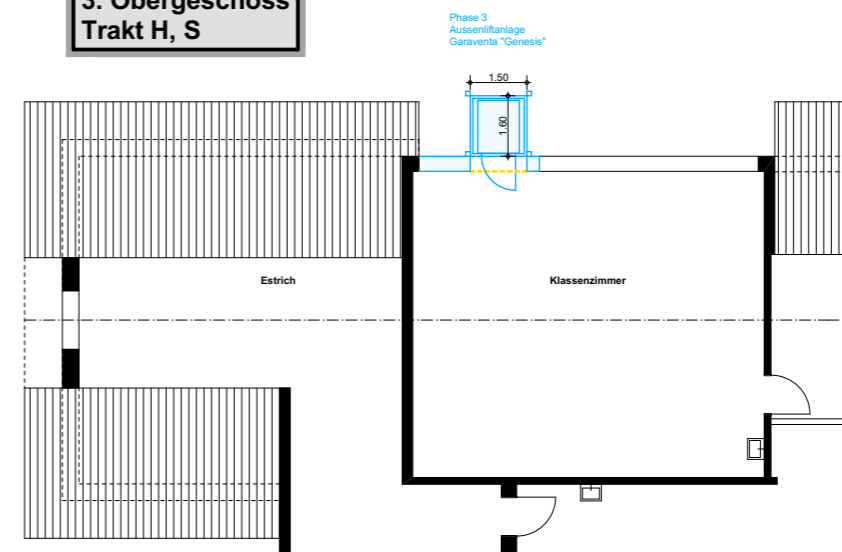 3. Obergeschoss
Trakt H, S
Phase 3
Aussenliftanlage
Garaventa "Genesis"
1.50
1.60
Estrich
Klassenzimmer